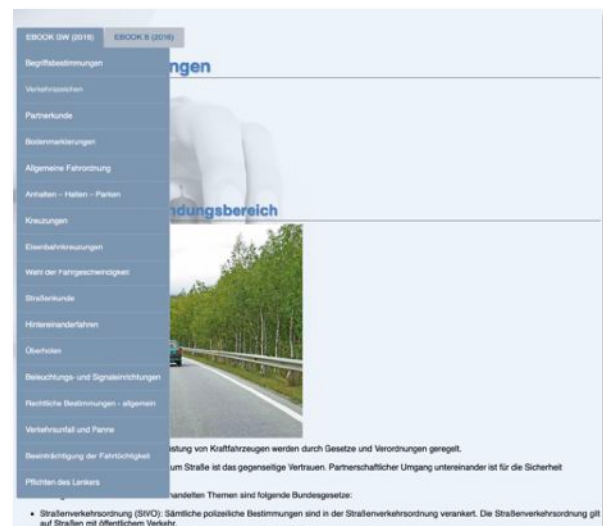 EBOOK GW (2016) EBOOK B (2016)
Begriffsbestimmungen
ngen
Verkehrszeichen
Partnerkunde
Bodenmarkierungen
Allgemeine Fahrordnung
Anhalten – Halten – Parken
ndungsbereich
Kreuzungen
Eisenbahnkreuzungen
Wahl der Fahrgeschwindigkeit
Straßenkunde
Hintereinanderfahren
Überholen
Beleuchtungs- und Signaleinrichtungen
Rechtliche Bestimmungen - allgemein
Verkehrsunfall und Panne
istung von Kraftfahrzeugen werden durch Gesetze und Verordnungen geregelt.
Beeinträchtigung der Fahrtüchtigkeit
um Straße ist das gegenseitige Vertrauen. Partnerschaftlicher Umgang untereinander ist für die Sicherheit
Pflichten des Lenkers
handelten Themen sind folgende Bundesgesetze:
• Straßenverkehrsordnung (StVO): Sämtliche polizeiliche Bestimmungen sind in der Straßenverkehrsordnung verankert. Die Straßenverkehrsordnung gilt
auf Straßen mit öffentlichem Verkehr.